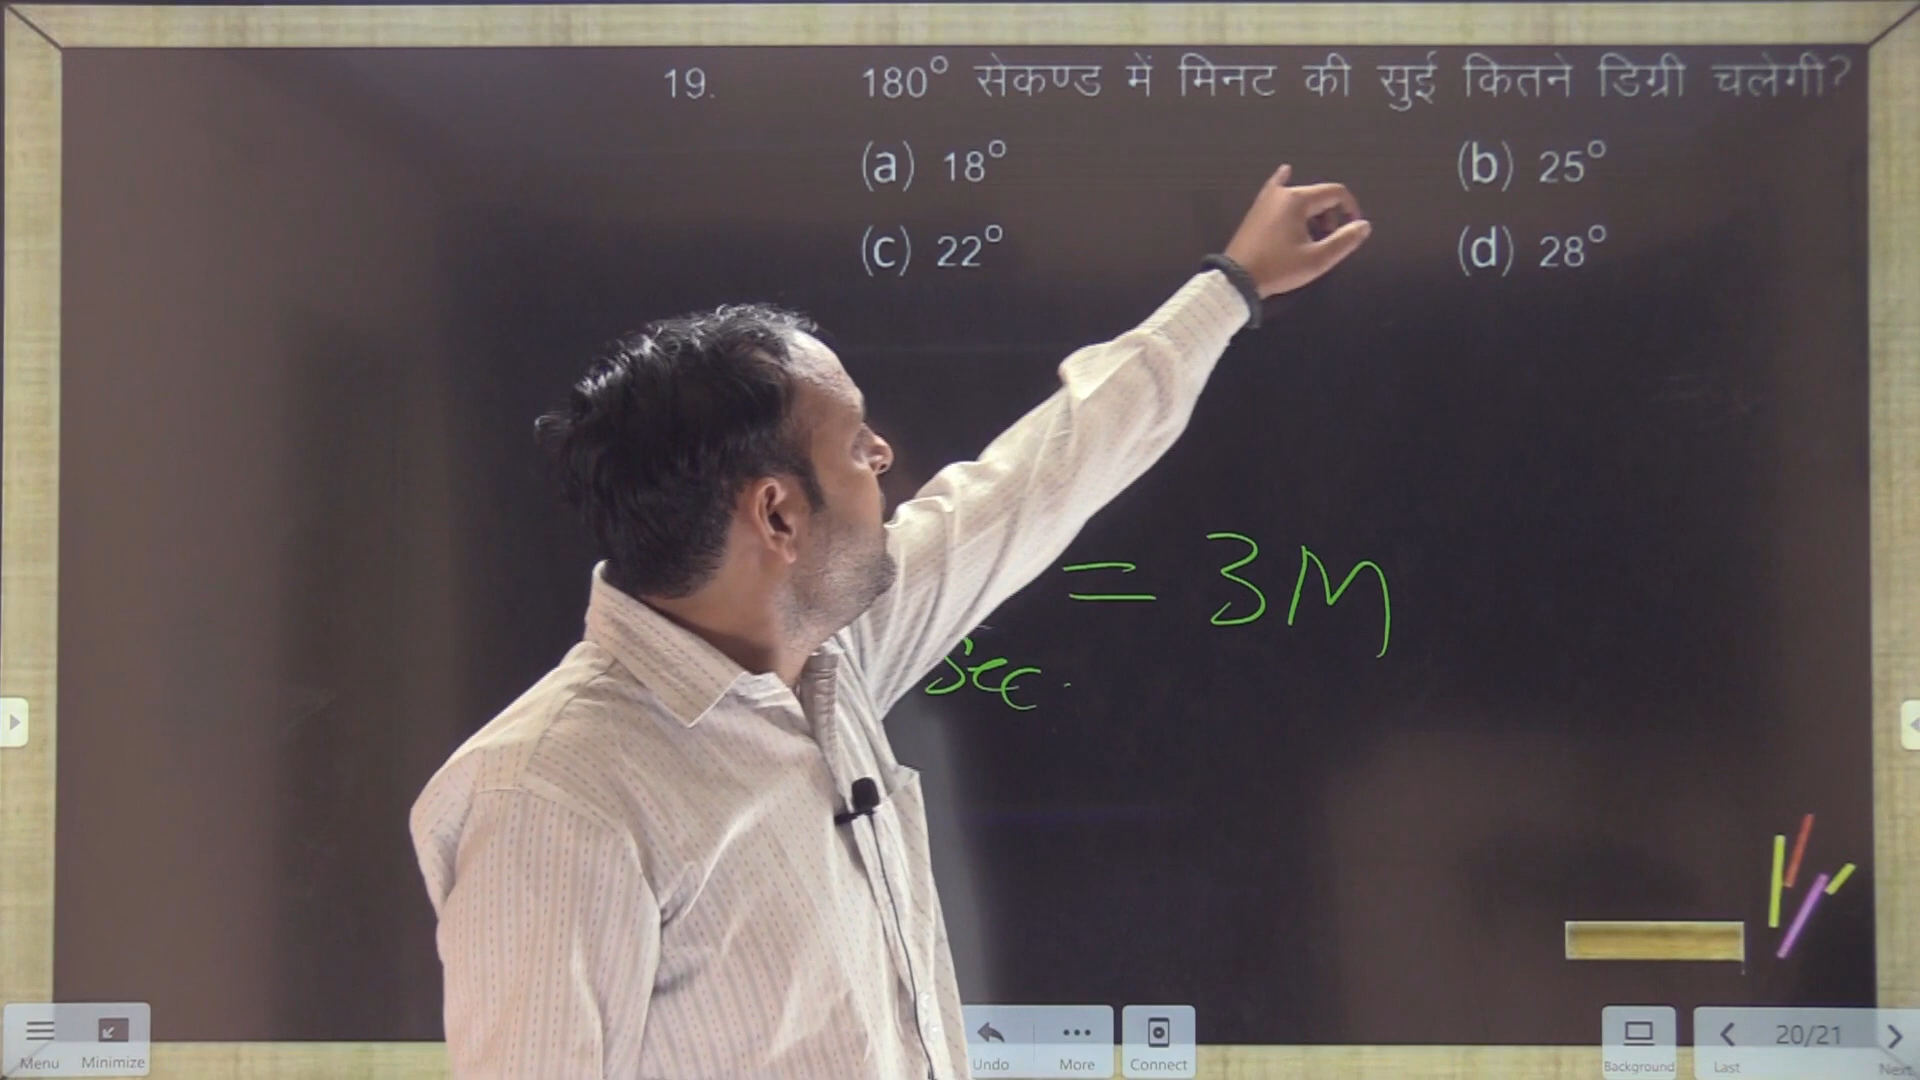 19. 180° सेकण्ड में मिनट की सुई कितने डिग्री चलेगी?
(a) 18° (b) 25°
(c) 22° (d) 28°
= 3M
sec.
Menu Minimize Undo More Connect Background Last 20/21 Next